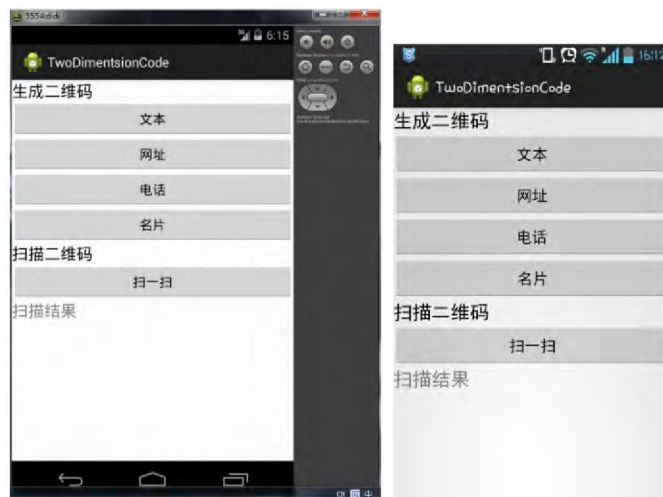 5554:didi
6:15
TwoDimentsionCode
生成二维码
文本
网址
电话
名片
扫描二维码
扫一扫
扫描结果
16:12
TwoDimentsionCode
生成二维码
文本
网址
电话
名片
扫描二维码
扫一扫
扫描结果